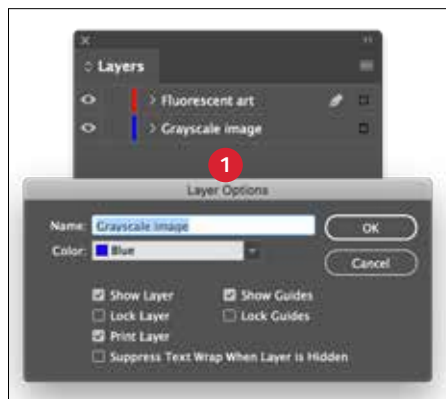 Layers
Fluorescent art
Grayscale image
1
Layer Options
Name: Grayscale image
OK
Color: Blue
Cancel
Show Layer Show Guides
Lock Layer Lock Guides
Print Layer
Suppress Text Wrap When Layer is Hidden